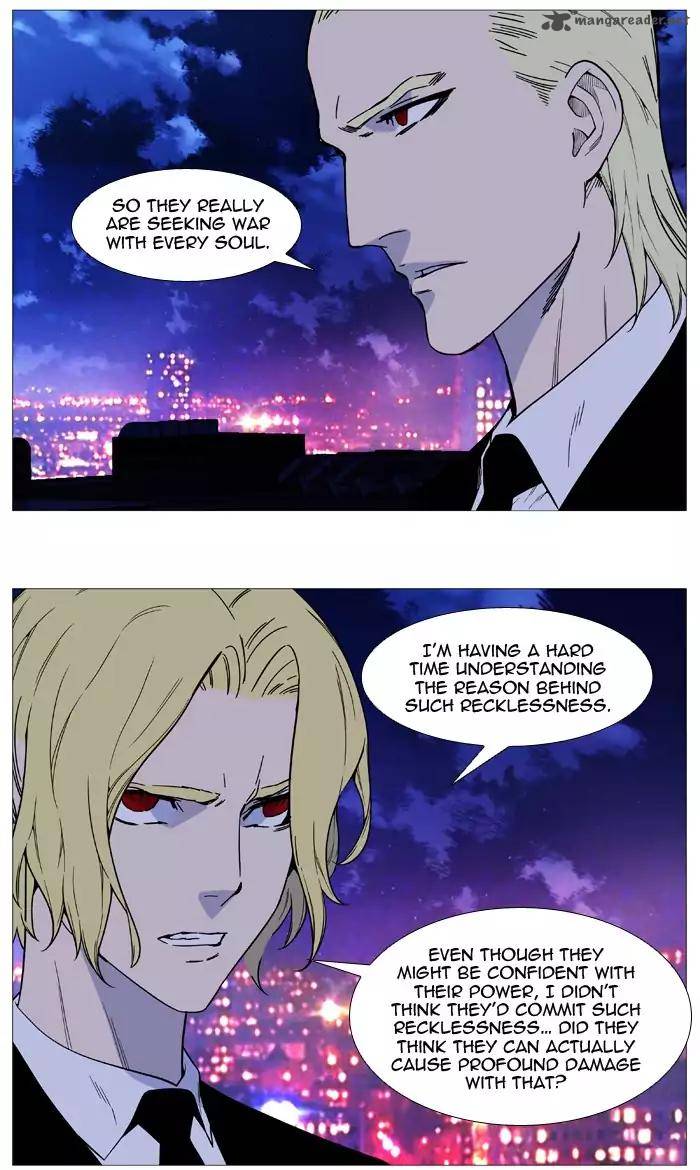 mangareader.net
SO THEY REALLY
ARE SEEKING WAR
WITH EVERY SOUL.
I'M HAVING A HARD
TIME UNDERSTANDING
THE REASON BEHIND
SUCH RECKLESSNESS.
EVEN THOUGH THEY
MIGHT BE CONFIDENT WITH
THEIR POWER, I DIDN'T
THINK THEY'D COMMIT SUCH
RECKLESSNESS... DID THEY
THINK THEY CAN ACTUALLY
CAUSE PROFOUND DAMAGE
WITH THAT?